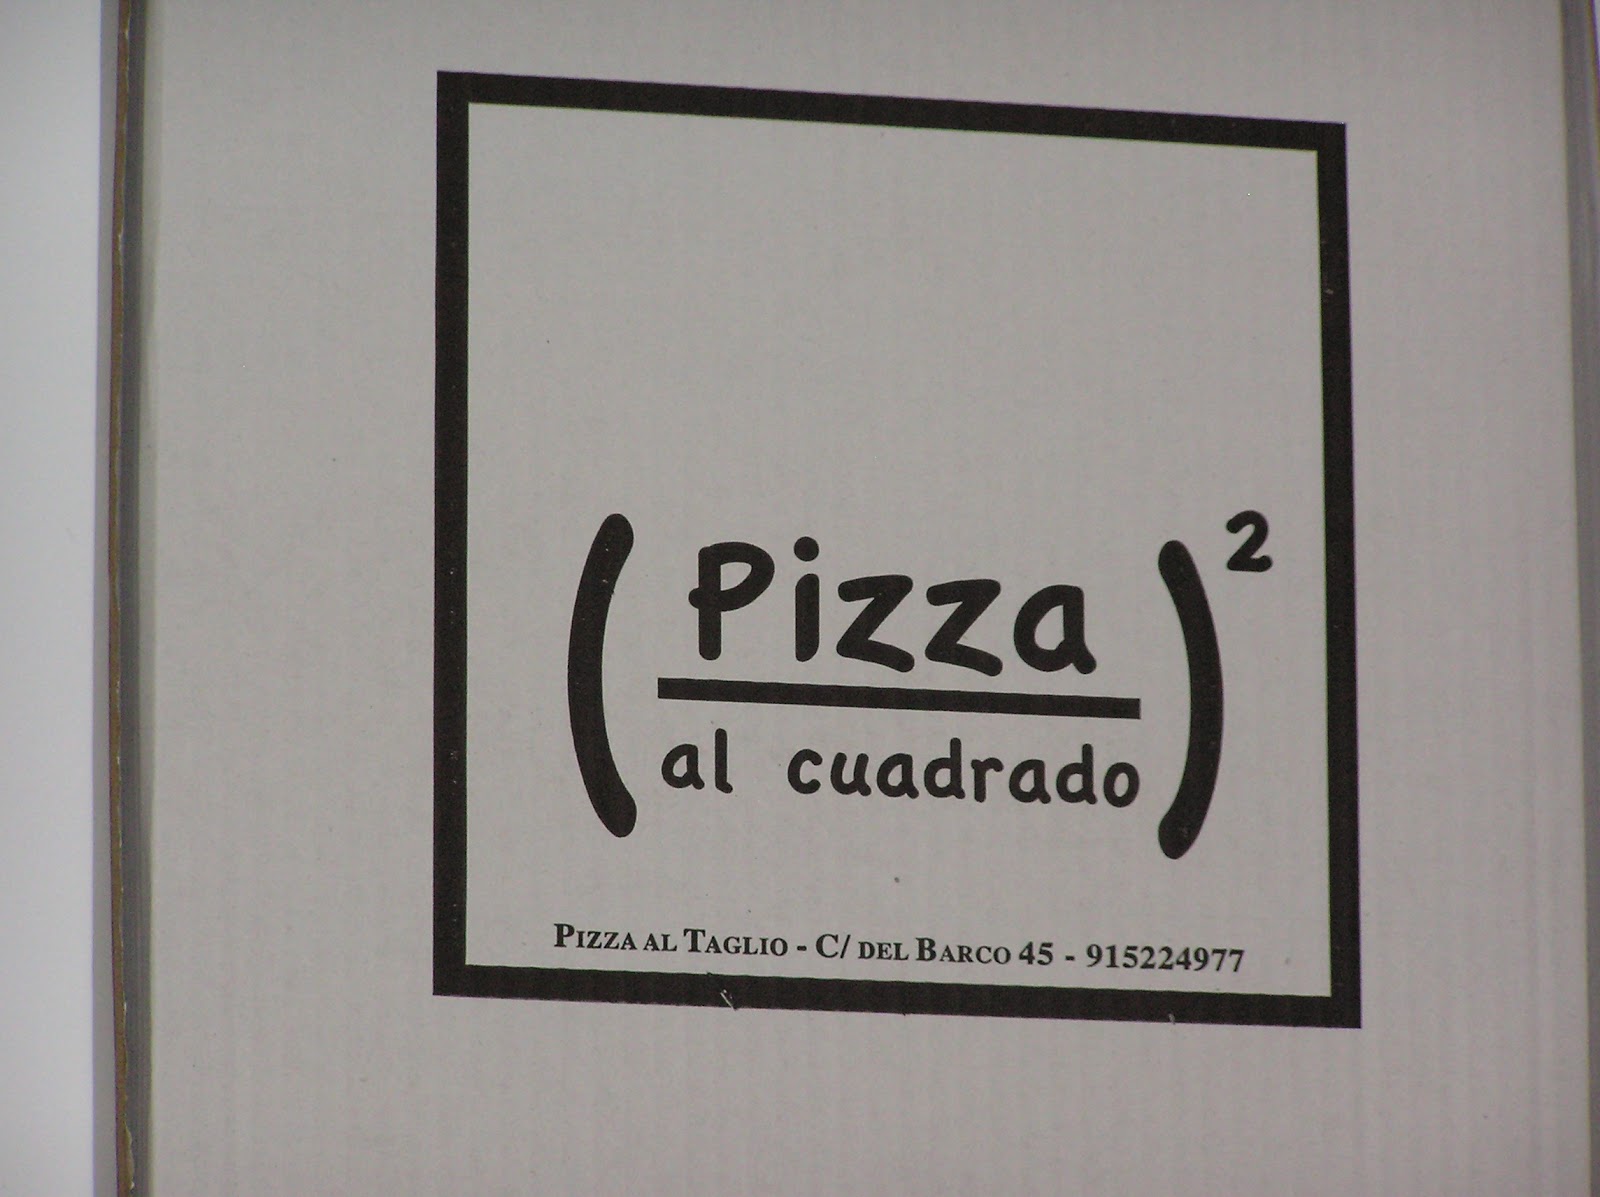 (Pizza)²
al cuadrado
PIZZA AL TAGLIO - C/ DEL BARCO 45 - 915224977